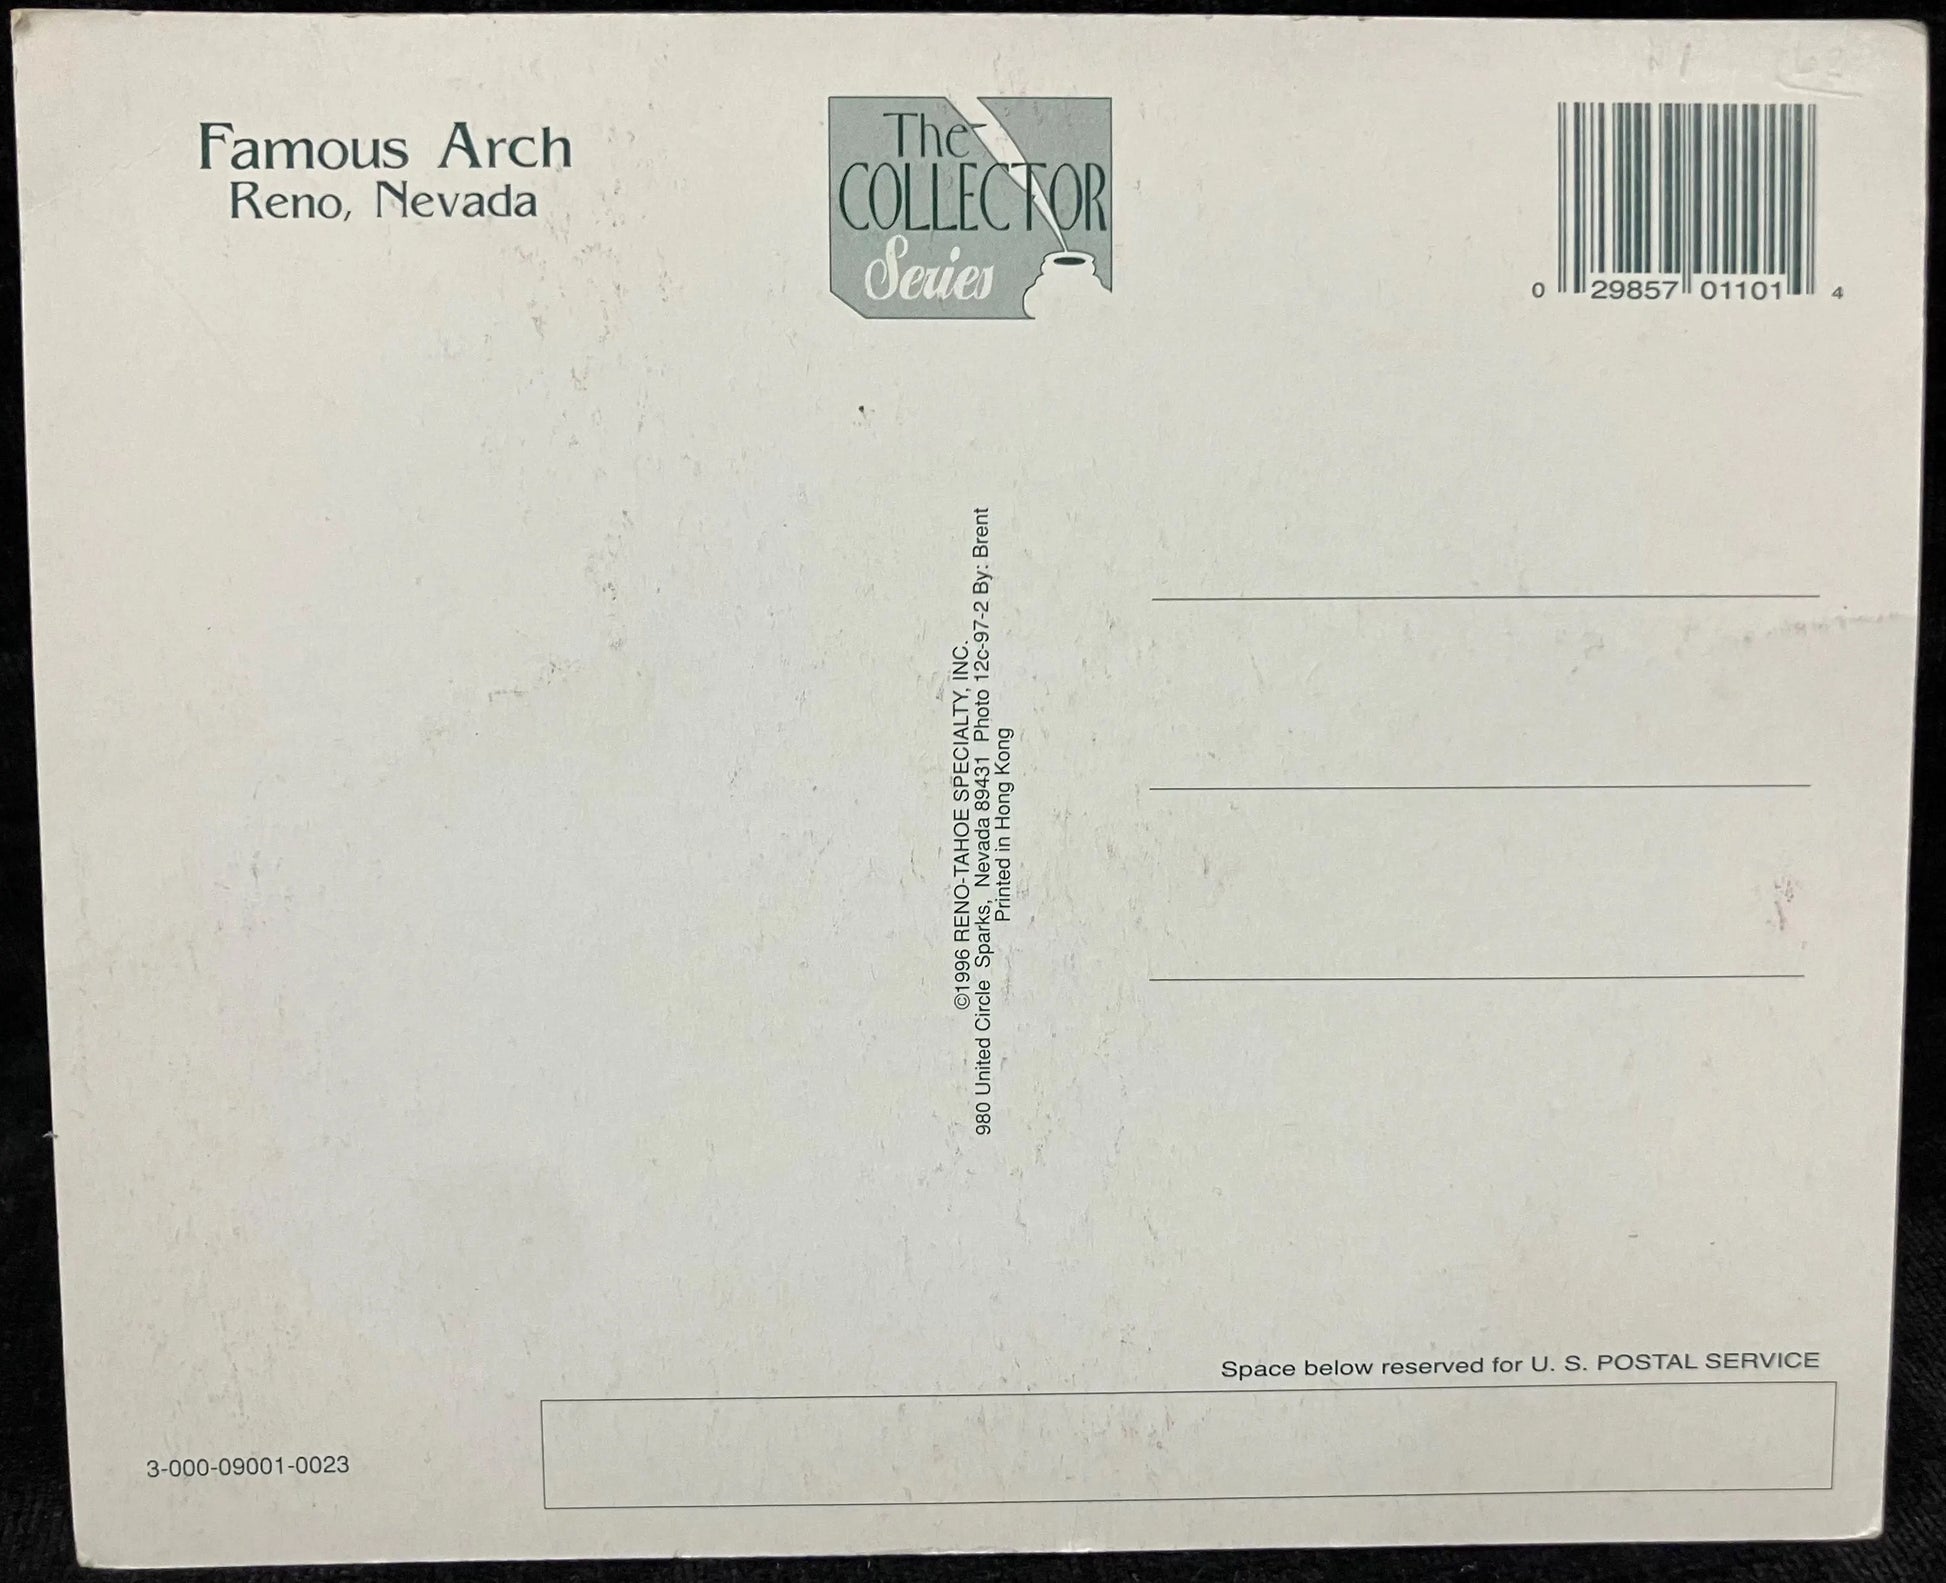 Famous Arch
Reno, Nevada
The
COLLECTOR
Series
0 29857 01101 4
©1996 RENO-TAHOE SPECIALTY, INC.
980 United Circle Sparks, Nevada 89431 Photo 12c-97-2 By: Brent
Printed in Hong Kong
Space below reserved for U. S. POSTAL SERVICE
3-000-09001-0023